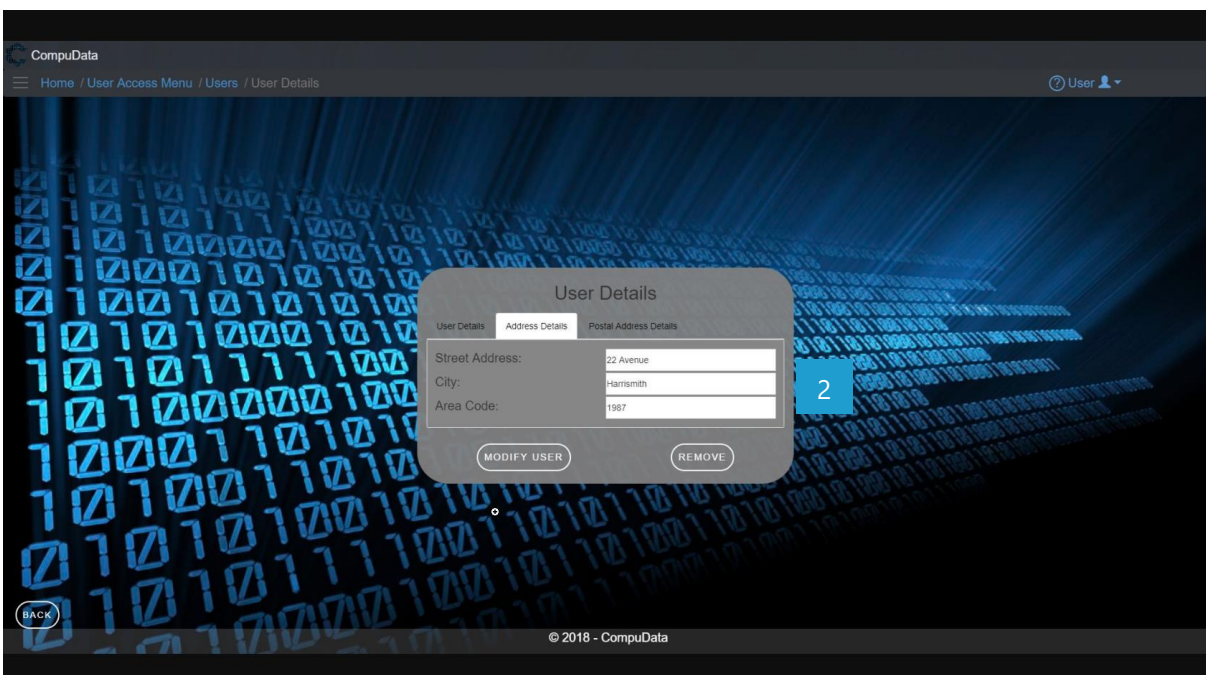 CompuData
Home / User Access Menu / Users / User Details
? User
User Details
User Details Address Details Postal Address Details
Street Address: 22 Avenue
City: Harrismith
2
Area Code: 1987
MODIFY USER REMOVE
BACK
© 2018 - CompuData